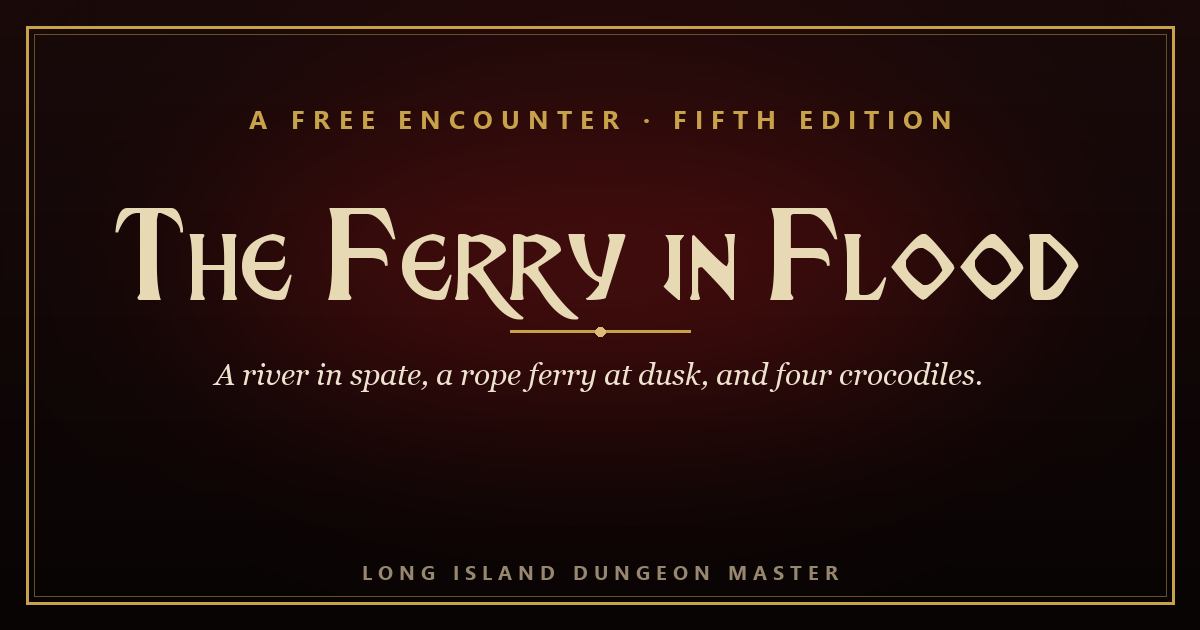 A FREE ENCOUNTER · FIFTH EDITION
The Ferry in Flood
A river in spate, a rope ferry at dusk, and four crocodiles.
LONG ISLAND DUNGEON MASTER